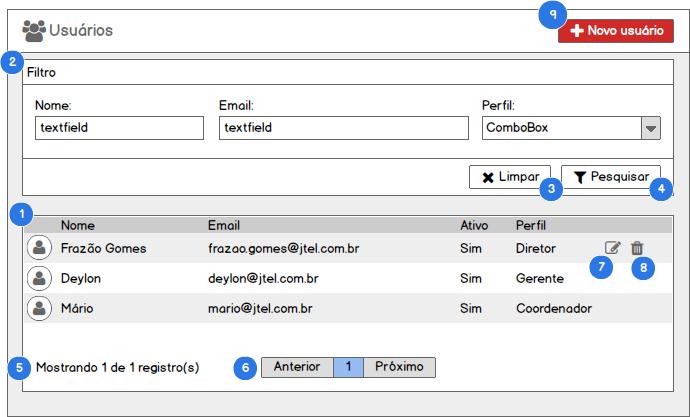 9
Usuários
Novo usuário
2
Filtro
Nome: Email: Perfil:
textfield textfield ComboBox
Limpar Pesquisar
3 4
1
Nome Email Ativo Perfil
Frazão Gomes frazao.gomes@jtel.com.br Sim Diretor
7 8
Deylon deylon@jtel.com.br Sim Gerente
Mário mario@jtel.com.br Sim Coordenador
5 Mostrando 1 de 1 registro(s) 6 Anterior 1 Próximo